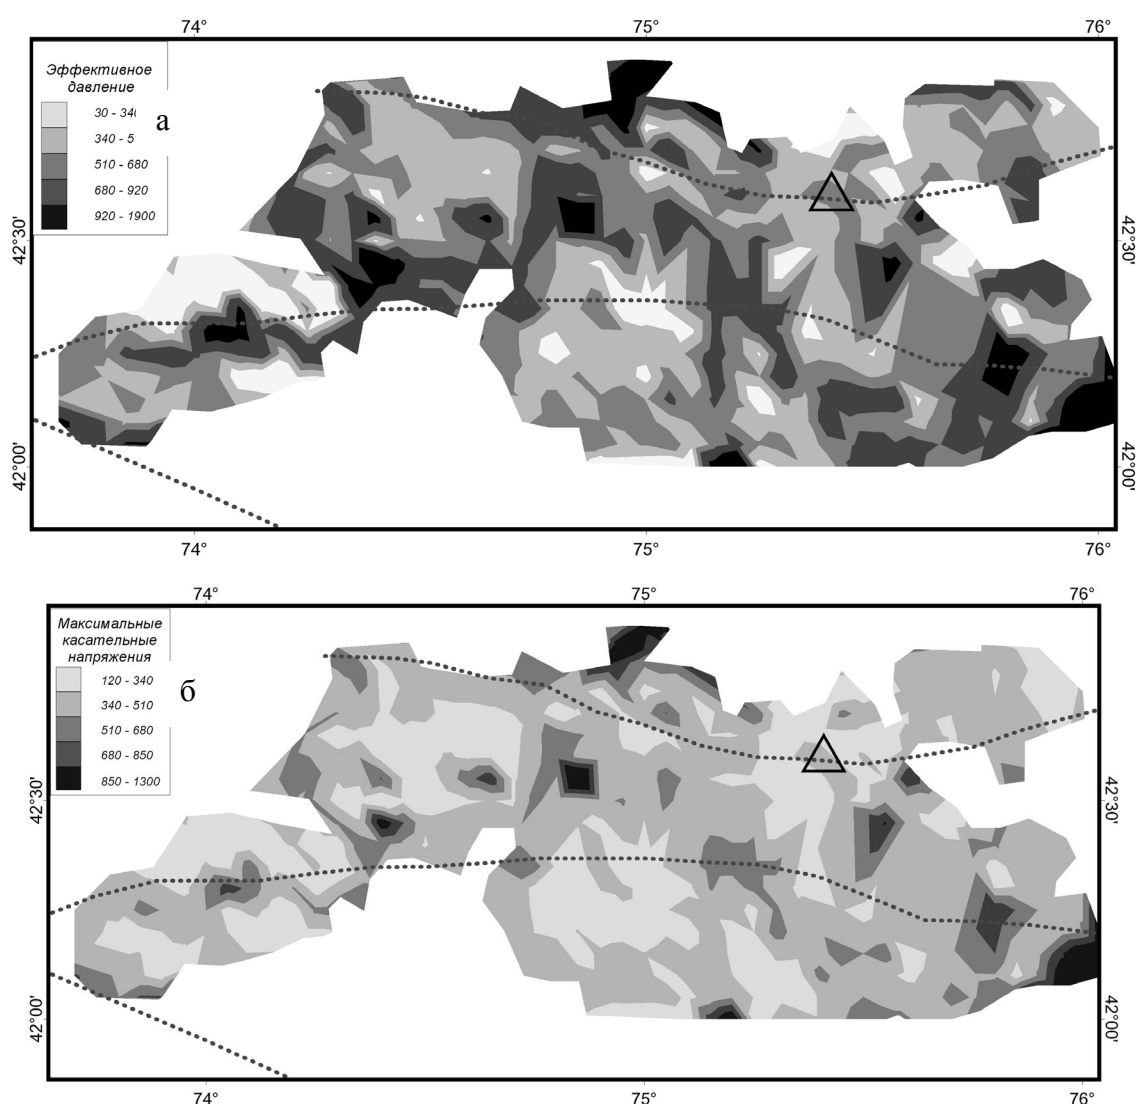 74°
75°
76°
Эффективное
давление
30 - 34
340 - 5
510 - 680
680 - 920
920 - 1900
а
42°30'
42°30'
42°00'
42°00'
74°
75°
76°
74°
75°
76°
Максимальные
касательные
напряжения
120 - 340
340 - 510
510 - 680
680 - 850
850 - 1300
б
42°30'
42°30'
42°00'
42°00'
74°
75°
76°